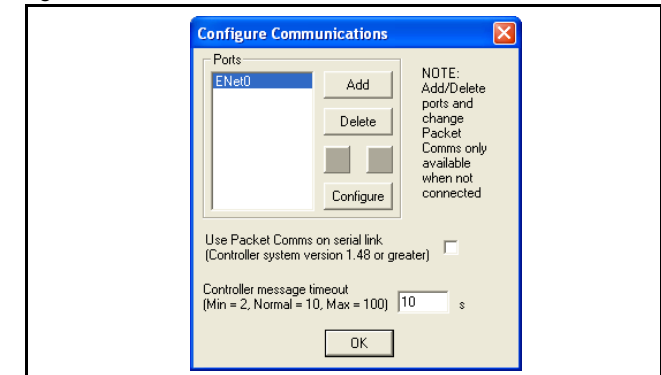 Configure Communications
Ports
ENet0
Add
Delete
Configure
NOTE:
Add/Delete
ports and
change
Packet
Comms only
available
when not
connected
Use Packet Comms on serial link
(Controller system version 1.48 or greater)
Controller message timeout
(Min = 2, Normal = 10, Max = 100) 10 s
OK